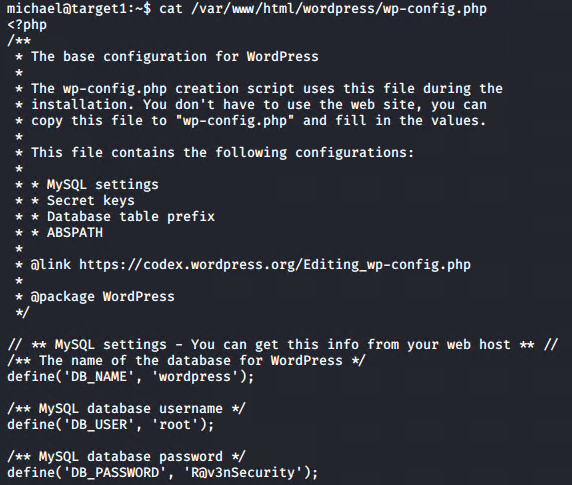 michael@target1:~$ cat /var/www/html/wordpress/wp-config.php
<?php
/**
 * The base configuration for WordPress
 *
 * The wp-config.php creation script uses this file during the
 * installation. You don't have to use the web site, you can
 * copy this file to "wp-config.php" and fill in the values.
 *
 * This file contains the following configurations:
 *
 * * MySQL settings
 * * Secret keys
 * * Database table prefix
 * * ABSPATH
 *
 * @link https://codex.wordpress.org/Editing_wp-config.php
 *
 * @package WordPress
 */

// ** MySQL settings - You can get this info from your web host ** //
/** The name of the database for WordPress */
define('DB_NAME', 'wordpress');

/** MySQL database username */
define('DB_USER', 'root');

/** MySQL database password */
define('DB_PASSWORD', 'R@v3nSecurity');